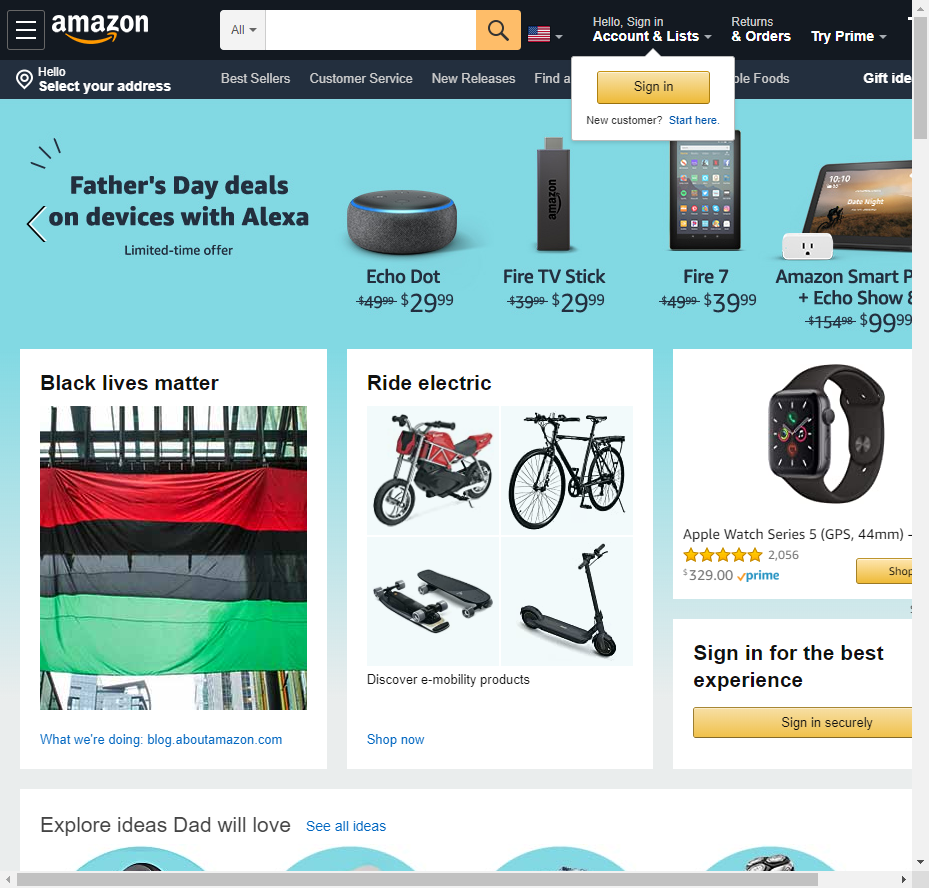 amazon
All
Hello, Sign in
Account & Lists
Returns
& Orders
Try Prime
Hello
Select your address
Best Sellers
Customer Service
New Releases
Find a
ole Foods
Gift ide
Sign in
New customer? Start here.
Father's Day deals
on devices with Alexa
Limited-time offer
amazon
10:10
Date Night
Echo Dot
$49.99 $29.99
Fire TV Stick
$39.99 $29.99
Fire 7
$49.99 $39.99
Amazon Smart P
+ Echo Show 8
$154.98 $99.99
Black lives matter
What we're doing: blog.aboutamazon.com
Ride electric
Discover e-mobility products
Shop now
Apple Watch Series 5 (GPS, 44mm) -
2,056
$329.00 prime
Shop
Sign in for the best
experience
Sign in securely
Explore ideas Dad will love
See all ideas